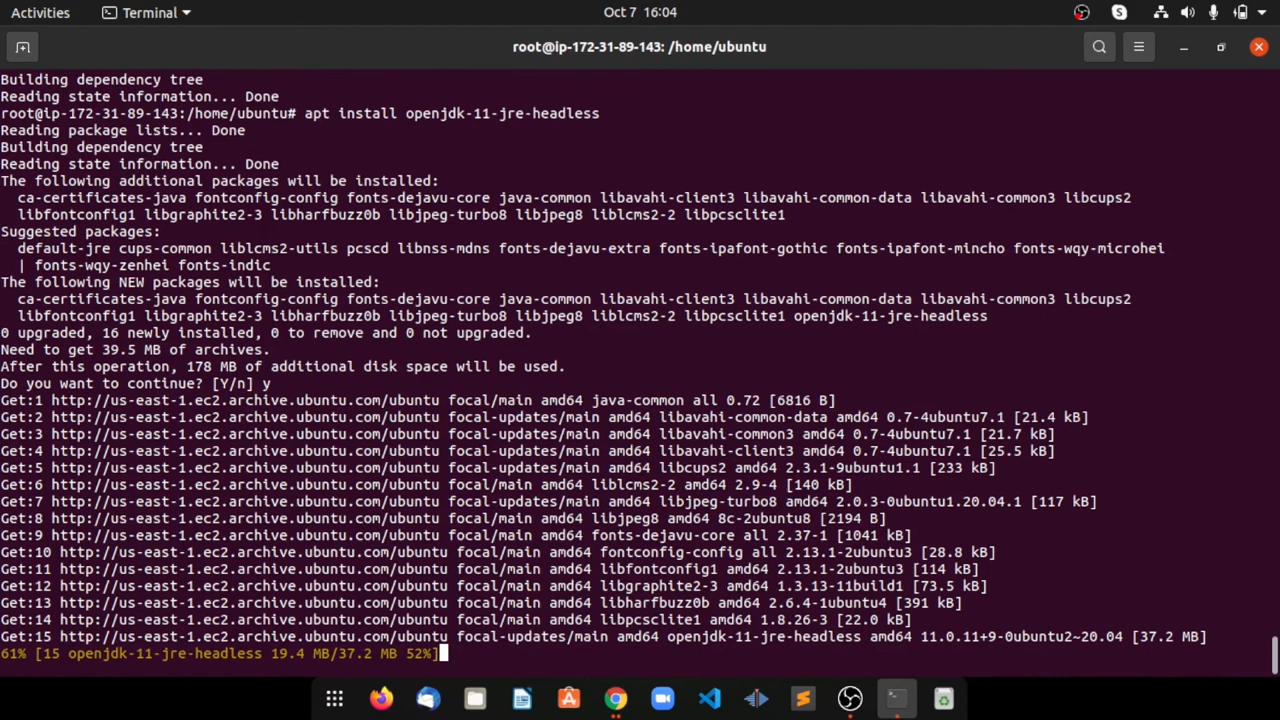 Activities Terminal Oct 7 16:04
root@ip-172-31-89-143: /home/ubuntu
Building dependency tree
Reading state information... Done
root@ip-172-31-89-143:/home/ubuntu# apt install openjdk-11-jre-headless
Reading package lists... Done
Building dependency tree
Reading state information... Done
The following additional packages will be installed:
  ca-certificates-java fontconfig-config fonts-dejavu-core java-common libavahi-client3 libavahi-common-data libavahi-common3 libcups2
  libfontconfig1 libgraphite2-3 libharfbuzz0b libjpeg-turbo8 libjpeg8 liblcms2-2 libpcsclite1
Suggested packages:
  default-jre cups-common liblcms2-utils pcscd libnss-mdns fonts-dejavu-extra fonts-ipafont-gothic fonts-ipafont-mincho fonts-wqy-microhei
  | fonts-wqy-zenhei fonts-indic
The following NEW packages will be installed:
  ca-certificates-java fontconfig-config fonts-dejavu-core java-common libavahi-client3 libavahi-common-data libavahi-common3 libcups2
  libfontconfig1 libgraphite2-3 libharfbuzz0b libjpeg-turbo8 libjpeg8 liblcms2-2 libpcsclite1 openjdk-11-jre-headless
0 upgraded, 16 newly installed, 0 to remove and 0 not upgraded.
Need to get 39.5 MB of archives.
After this operation, 178 MB of additional disk space will be used.
Do you want to continue? [Y/n] y
Get:1 http://us-east-1.ec2.archive.ubuntu.com/ubuntu focal/main amd64 java-common all 0.72 [6816 B]
Get:2 http://us-east-1.ec2.archive.ubuntu.com/ubuntu focal-updates/main amd64 libavahi-common-data amd64 0.7-4ubuntu7.1 [21.4 kB]
Get:3 http://us-east-1.ec2.archive.ubuntu.com/ubuntu focal-updates/main amd64 libavahi-common3 amd64 0.7-4ubuntu7.1 [21.7 kB]
Get:4 http://us-east-1.ec2.archive.ubuntu.com/ubuntu focal-updates/main amd64 libavahi-client3 amd64 0.7-4ubuntu7.1 [25.5 kB]
Get:5 http://us-east-1.ec2.archive.ubuntu.com/ubuntu focal-updates/main amd64 libcups2 amd64 2.3.1-9ubuntu1.1 [233 kB]
Get:6 http://us-east-1.ec2.archive.ubuntu.com/ubuntu focal/main amd64 liblcms2-2 amd64 2.9-4 [140 kB]
Get:7 http://us-east-1.ec2.archive.ubuntu.com/ubuntu focal-updates/main amd64 libjpeg-turbo8 amd64 2.0.3-0ubuntu1.20.04.1 [117 kB]
Get:8 http://us-east-1.ec2.archive.ubuntu.com/ubuntu focal/main amd64 libjpeg8 amd64 8c-2ubuntu8 [2194 B]
Get:9 http://us-east-1.ec2.archive.ubuntu.com/ubuntu focal/main amd64 fonts-dejavu-core all 2.37-1 [1041 kB]
Get:10 http://us-east-1.ec2.archive.ubuntu.com/ubuntu focal/main amd64 fontconfig-config all 2.13.1-2ubuntu3 [28.8 kB]
Get:11 http://us-east-1.ec2.archive.ubuntu.com/ubuntu focal/main amd64 libfontconfig1 amd64 2.13.1-2ubuntu3 [114 kB]
Get:12 http://us-east-1.ec2.archive.ubuntu.com/ubuntu focal/main amd64 libgraphite2-3 amd64 1.3.13-11build1 [73.5 kB]
Get:13 http://us-east-1.ec2.archive.ubuntu.com/ubuntu focal/main amd64 libharfbuzz0b amd64 2.6.4-1ubuntu4 [391 kB]
Get:14 http://us-east-1.ec2.archive.ubuntu.com/ubuntu focal/main amd64 libpcsclite1 amd64 1.8.26-3 [22.0 kB]
Get:15 http://us-east-1.ec2.archive.ubuntu.com/ubuntu focal-updates/main amd64 openjdk-11-jre-headless amd64 11.0.11+9-0ubuntu2~20.04 [37.2 MB]
61% [15 openjdk-11-jre-headless 19.4 MB/37.2 MB 52%]